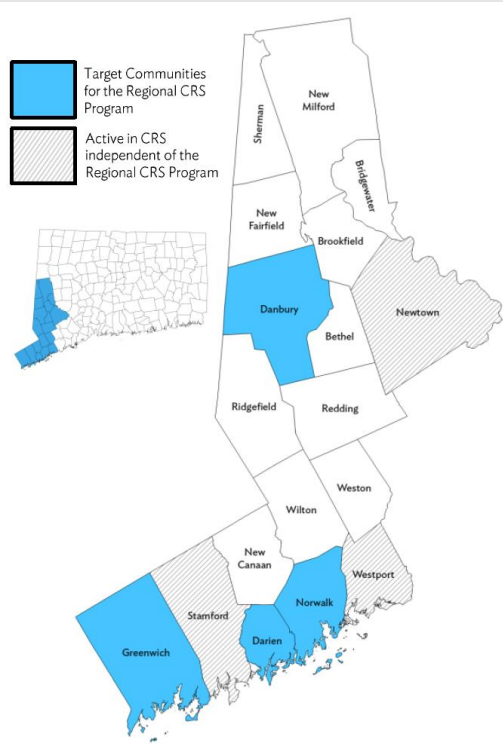 Target Communities
for the Regional CRS
Program
Active in CRS
independent of the
Regional CRS Program
New
Milford
Sherman
Bridgewater
New
Fairfield
Brookfield
Danbury
Newtown
Bethel
Ridgefield
Redding
Weston
Wilton
New
Canaan
Westport
Norwalk
Stamford
Darien
Greenwich